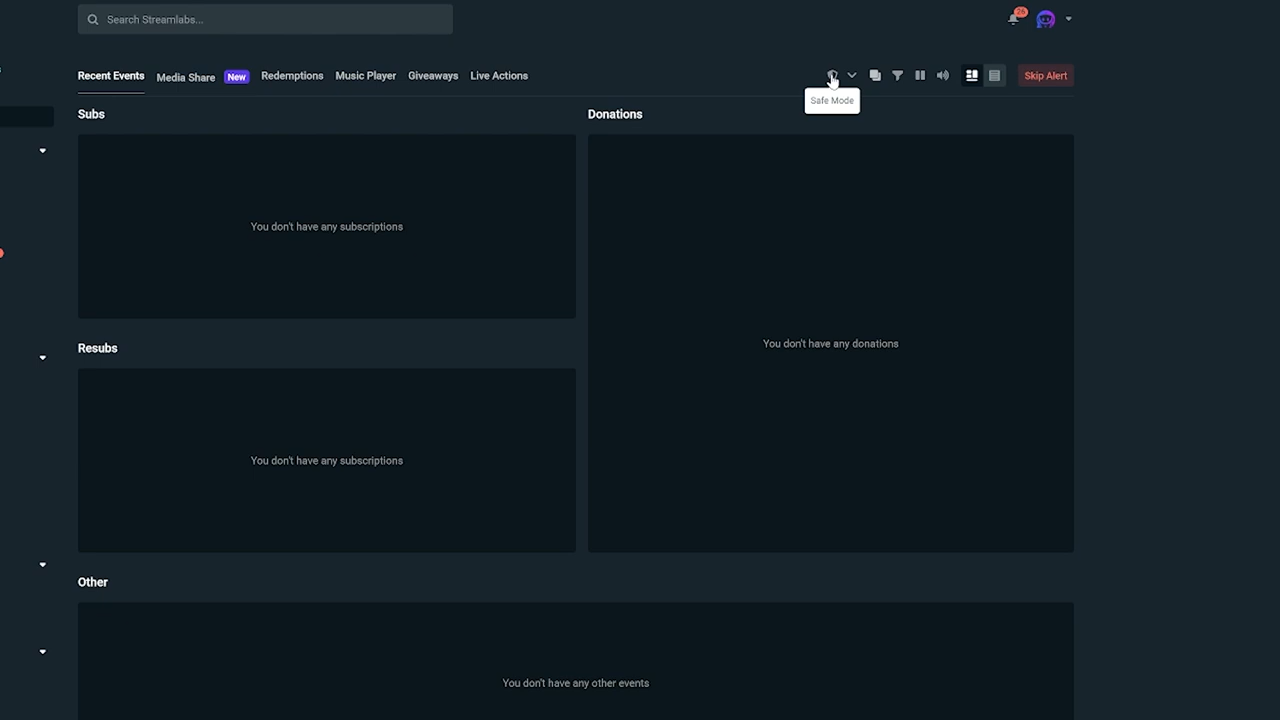 Search Streamlabs...
26
Recent Events Media Share New Redemptions Music Player Giveaways Live Actions Skip Alert
Safe Mode
Subs Donations
You don't have any subscriptions
You don't have any donations
Resubs
You don't have any subscriptions
Other
You don't have any other events